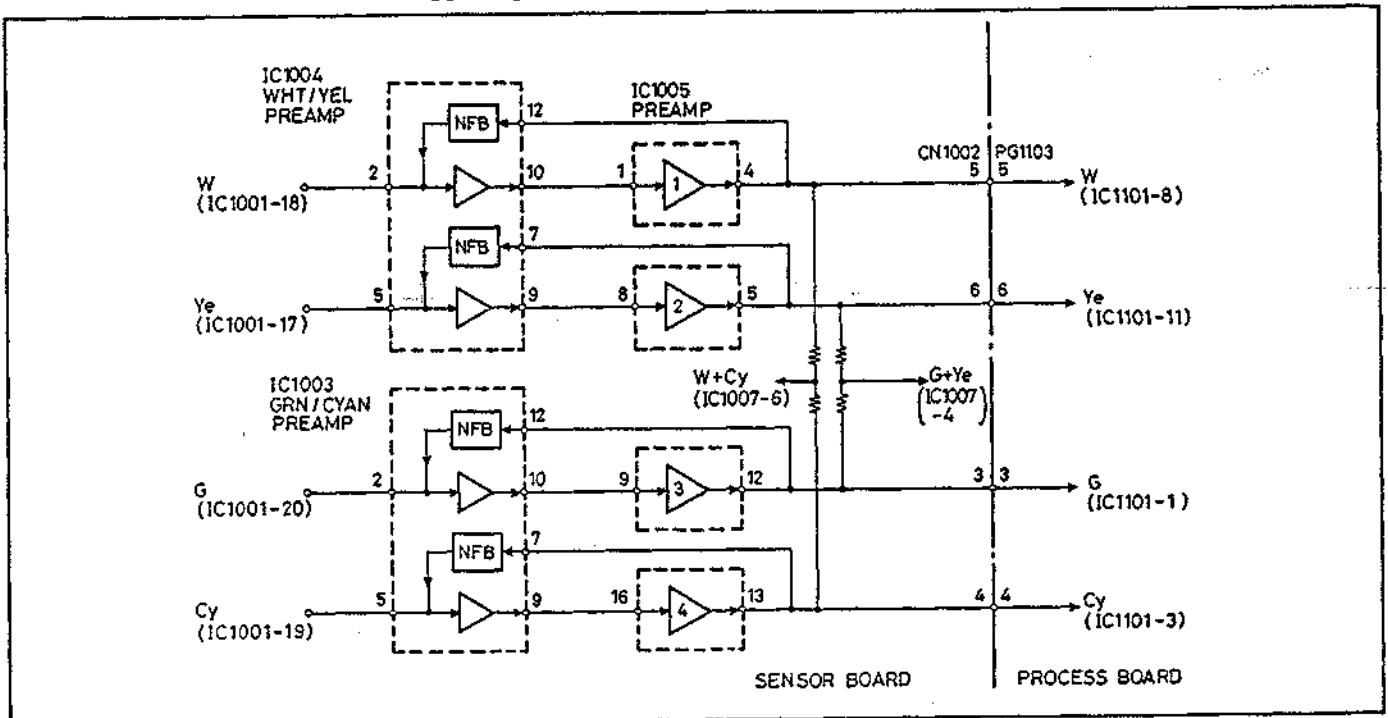 IC1004
WHT/YEL
PREAMP
IC1005
PREAMP
NFB
12
CN1002 PG1103
5 5
W
(IC1001-18)
2
10
1
1
4
W
(IC1101-8)
NFB
7
Ye
(IC1001-17)
5
9
8
2
5
6 6
Ye
(IC1101-11)
W+Cy
(IC1007-6)
G+Ye
(IC1007
-4)
IC1003
GRN/CYAN
PREAMP
NFB
12
G
(IC1001-20)
2
10
9
3
12
3 3
G
(IC1101-1)
NFB
7
Cy
(IC1001-19)
5
9
16
4
13
4 4
Cy
(IC1101-3)
SENSOR BOARD
PROCESS BOARD